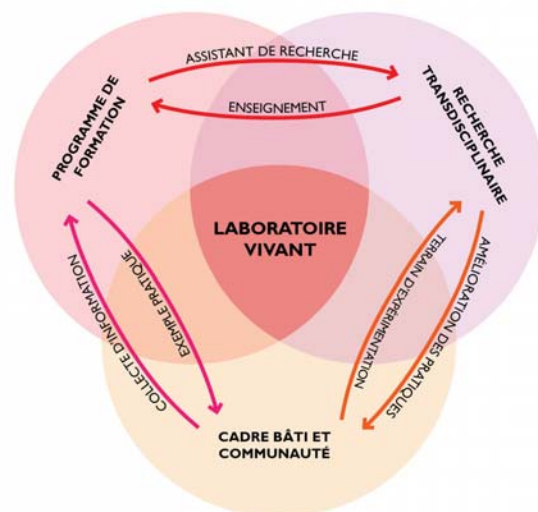 ASSISTANT DE RECHERCHE
ENSEIGNEMENT
PROGRAMME DE
FORMATION
RECHERCHE
TRANSDISCIPLINAIRE
LABORATOIRE
VIVANT
COLLECTE D'INFORMATION
EXEMPLE PRATIQUE
TERRAIN D'EXPÉRIMENTATION
AMÉLIORATION DES PRATIQUES
CADRE BÂTI ET
COMMUNAUTÉ